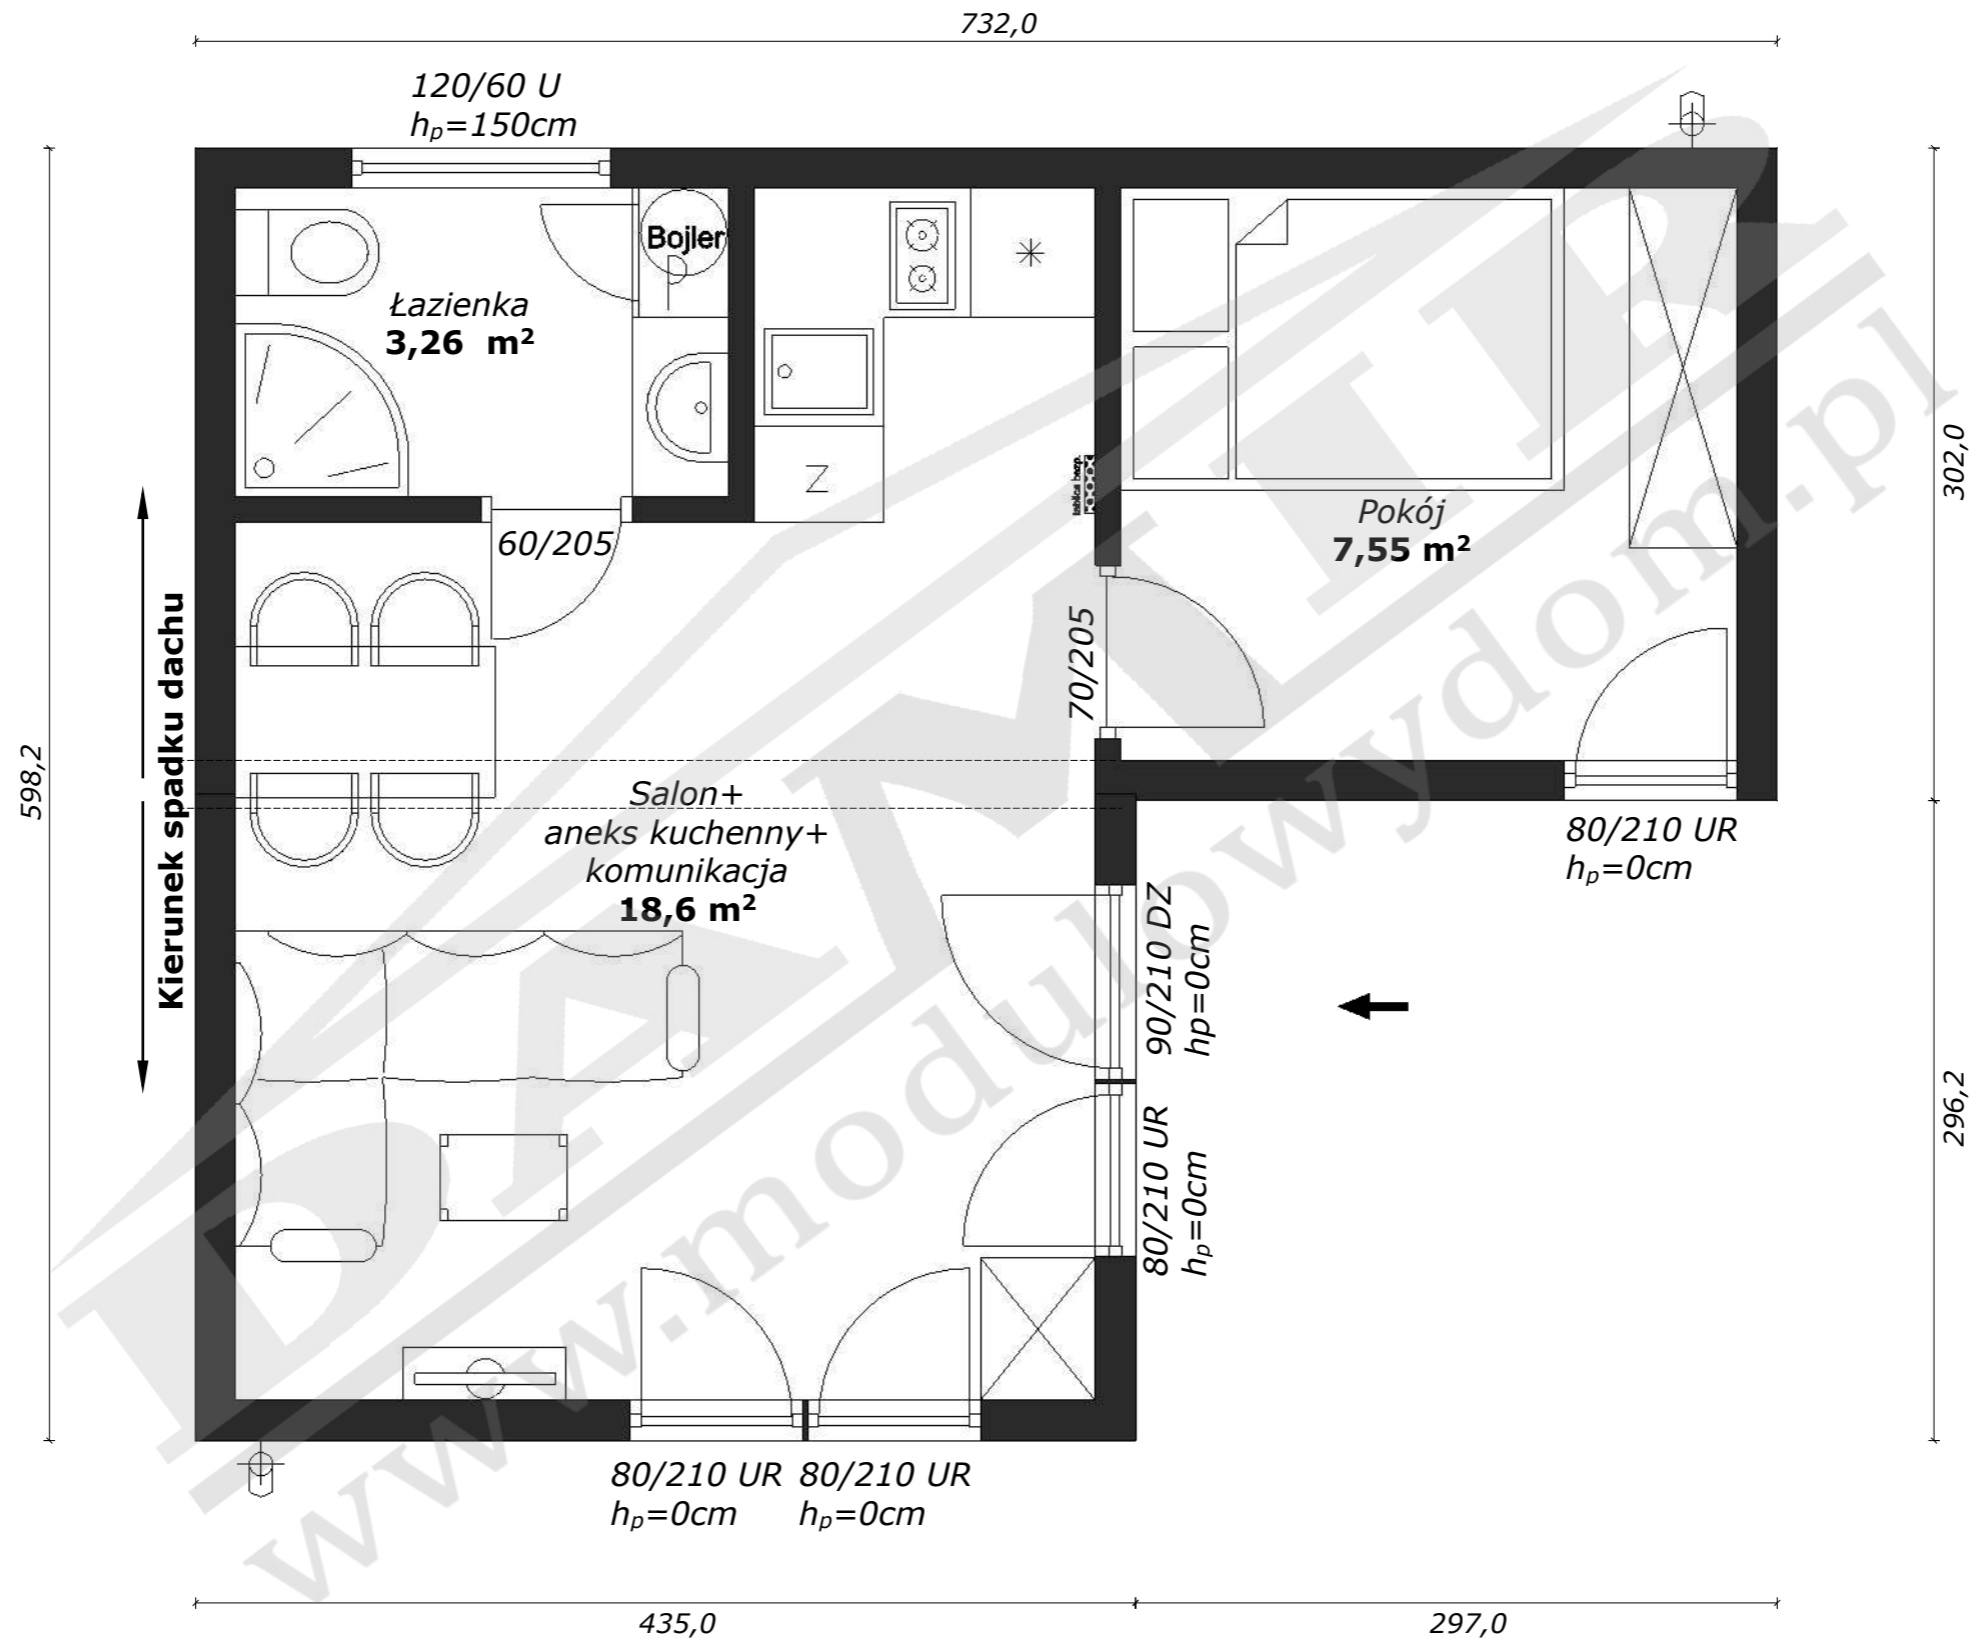 732,0
120/60 U
hₚ=150cm
Bojler
Łazienka
3,26 m²
Z
tablica bezp.
60/205
Pokój
7,55 m²
302,0
70/205
Kierunek spadku dachu
598,2
Salon+
aneks kuchenny+
komunikacja
18,6 m²
80/210 UR
hₚ=0cm
90/210 DZ
hp=0cm
80/210 UR
hₚ=0cm
296,2
80/210 UR
hₚ=0cm
80/210 UR
hₚ=0cm
435,0
297,0
DAMIR
www.modulowydom.pl